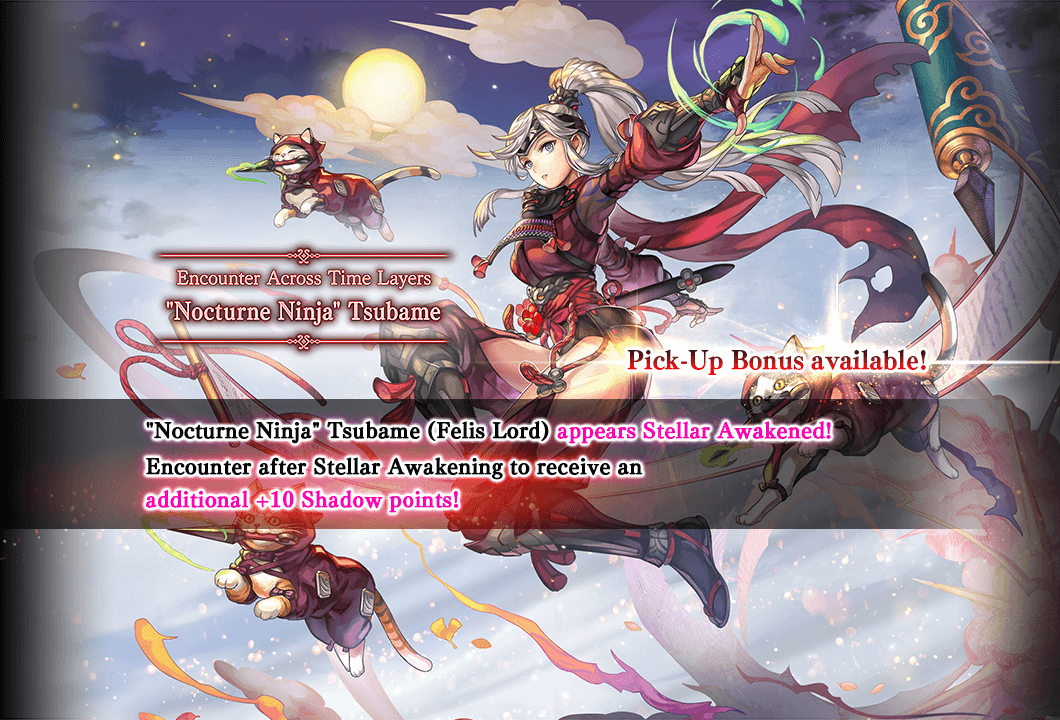 Encounter Across Time Layers
"Nocturne Ninja" Tsubame
Pick-Up Bonus available!
"Nocturne Ninja" Tsubame (Felis Lord) appears Stellar Awakened!
Encounter after Stellar Awakening to receive an
additional +10 Shadow points!